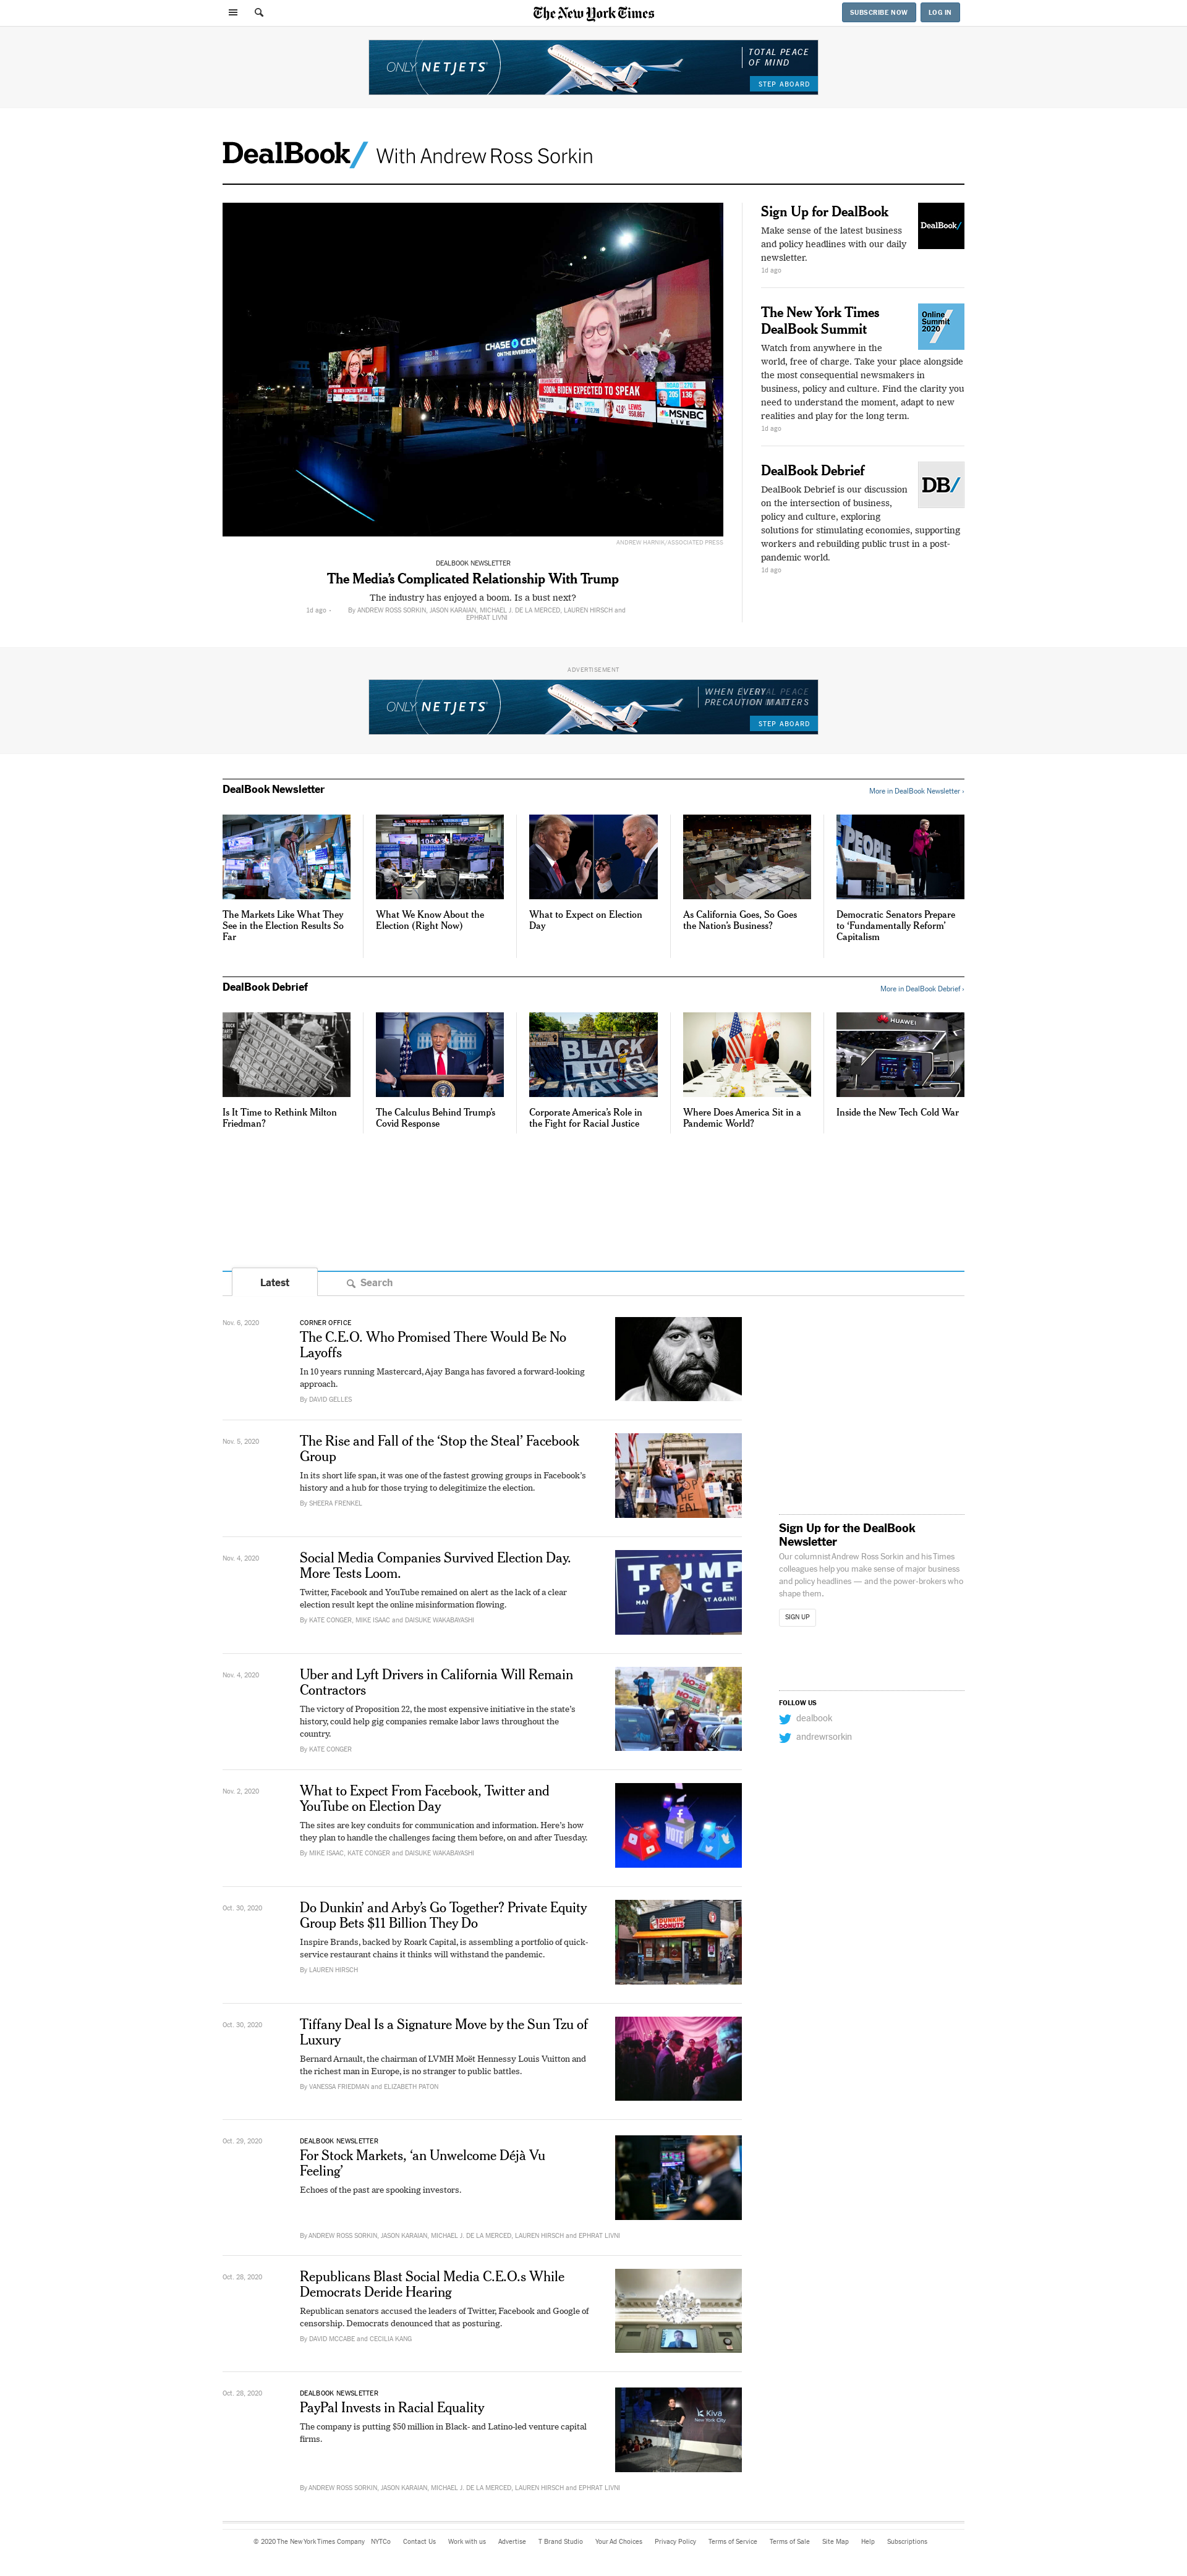 The New York Times
SUBSCRIBE NOW
LOG IN
ONLY NETJETS
TOTAL PEACE
OF MIND
STEP ABOARD
DealBook/ With Andrew Ross Sorkin
CHASE CEN
ON THE RIVERFRONT
SOON: BIDEN EXPECTED TO SPEAK
MSNBC
LIVE
ANDREW HARNIK/ASSOCIATED PRESS
DEALBOOK NEWSLETTER
The Media's Complicated Relationship With Trump
The industry has enjoyed a boom. Is a bust next?
1d ago
By ANDREW ROSS SORKIN, JASON KARAIAN, MICHAEL J. DE LA MERCED, LAUREN HIRSCH and
EPHRAT LIVNI
Sign Up for DealBook
Make sense of the latest business
and policy headlines with our daily
newsletter.
1d ago
DealBook/
The New York Times
DealBook Summit
Watch from anywhere in the
world, free of charge. Take your place alongside
the most consequential newsmakers in
business, policy and culture. Find the clarity you
need to understand the moment, adapt to new
realities and play for the long term.
1d ago
Online
Summit
2020
DealBook Debrief
DealBook Debrief is our discussion
on the intersection of business,
policy and culture, exploring
solutions for stimulating economies, supporting
workers and rebuilding public trust in a post-
pandemic world.
1d ago
DB/
ADVERTISEMENT
ONLY NETJETS
WHEN EVERY
PRECAUTION MATTERS
STEP ABOARD
DealBook Newsletter
More in DealBook Newsletter ›
PEOPLE
The Markets Like What They
See in the Election Results So
Far
What We Know About the
Election (Right Now)
What to Expect on Election
Day
As California Goes, So Goes
the Nation's Business?
Democratic Senators Prepare
to ‘Fundamentally Reform’
Capitalism
DealBook Debrief
More in DealBook Debrief ›
BLACK
HUAWEI
Is It Time to Rethink Milton
Friedman?
The Calculus Behind Trump's
Covid Response
Corporate America's Role in
the Fight for Racial Justice
Where Does America Sit in a
Pandemic World?
Inside the New Tech Cold War
Latest
Search
Nov. 6, 2020
CORNER OFFICE
The C.E.O. Who Promised There Would Be No
Layoffs
In 10 years running Mastercard, Ajay Banga has favored a forward-looking
approach.
By DAVID GELLES
Nov. 5, 2020
The Rise and Fall of the ‘Stop the Steal’ Facebook
Group
In its short life span, it was one of the fastest growing groups in Facebook's
history and a hub for those trying to delegitimize the election.
By SHEERA FRENKEL
Nov. 4, 2020
Social Media Companies Survived Election Day.
More Tests Loom.
Twitter, Facebook and YouTube remained on alert as the lack of a clear
election result kept the online misinformation flowing.
By KATE CONGER, MIKE ISAAC and DAISUKE WAKABAYASHI
TRUMP
Nov. 4, 2020
Uber and Lyft Drivers in California Will Remain
Contractors
The victory of Proposition 22, the most expensive initiative in the state's
history, could help gig companies remake labor laws throughout the
country.
By KATE CONGER
Nov. 2, 2020
What to Expect From Facebook, Twitter and
YouTube on Election Day
The sites are key conduits for communication and information. Here's how
they plan to handle the challenges facing them before, on and after Tuesday.
By MIKE ISAAC, KATE CONGER and DAISUKE WAKABAYASHI
VOTE
Oct. 30, 2020
Do Dunkin' and Arby's Go Together? Private Equity
Group Bets $11 Billion They Do
Inspire Brands, backed by Roark Capital, is assembling a portfolio of quick-
service restaurant chains it thinks will withstand the pandemic.
By LAUREN HIRSCH
DUNKIN' DONUTS
Oct. 30, 2020
Tiffany Deal Is a Signature Move by the Sun Tzu of
Luxury
Bernard Arnault, the chairman of LVMH Moët Hennessy Louis Vuitton and
the richest man in Europe, is no stranger to public battles.
By VANESSA FRIEDMAN and ELIZABETH PATON
Oct. 29, 2020
DEALBOOK NEWSLETTER
For Stock Markets, ‘an Unwelcome Déjà Vu
Feeling’
Echoes of the past are spooking investors.
By ANDREW ROSS SORKIN, JASON KARAIAN, MICHAEL J. DE LA MERCED, LAUREN HIRSCH and EPHRAT LIVNI
Oct. 28, 2020
Republicans Blast Social Media C.E.O.s While
Democrats Deride Hearing
Republican senators accused the leaders of Twitter, Facebook and Google of
censorship. Democrats denounced that as posturing.
By DAVID MCCABE and CECILIA KANG
Oct. 28, 2020
DEALBOOK NEWSLETTER
PayPal Invests in Racial Equality
The company is putting $50 million in Black- and Latino-led venture capital
firms.
By ANDREW ROSS SORKIN, JASON KARAIAN, MICHAEL J. DE LA MERCED, LAUREN HIRSCH and EPHRAT LIVNI
Kiva
New York City
Sign Up for the DealBook
Newsletter
Our columnist Andrew Ross Sorkin and his Times
colleagues help you make sense of major business
and policy headlines — and the power-brokers who
shape them.
SIGN UP
FOLLOW US
dealbook
andrewrsorkin
© 2020 The New York Times Company NYTCo Contact Us Work with us Advertise T Brand Studio Your Ad Choices Privacy Policy Terms of Service Terms of Sale Site Map Help Subscriptions